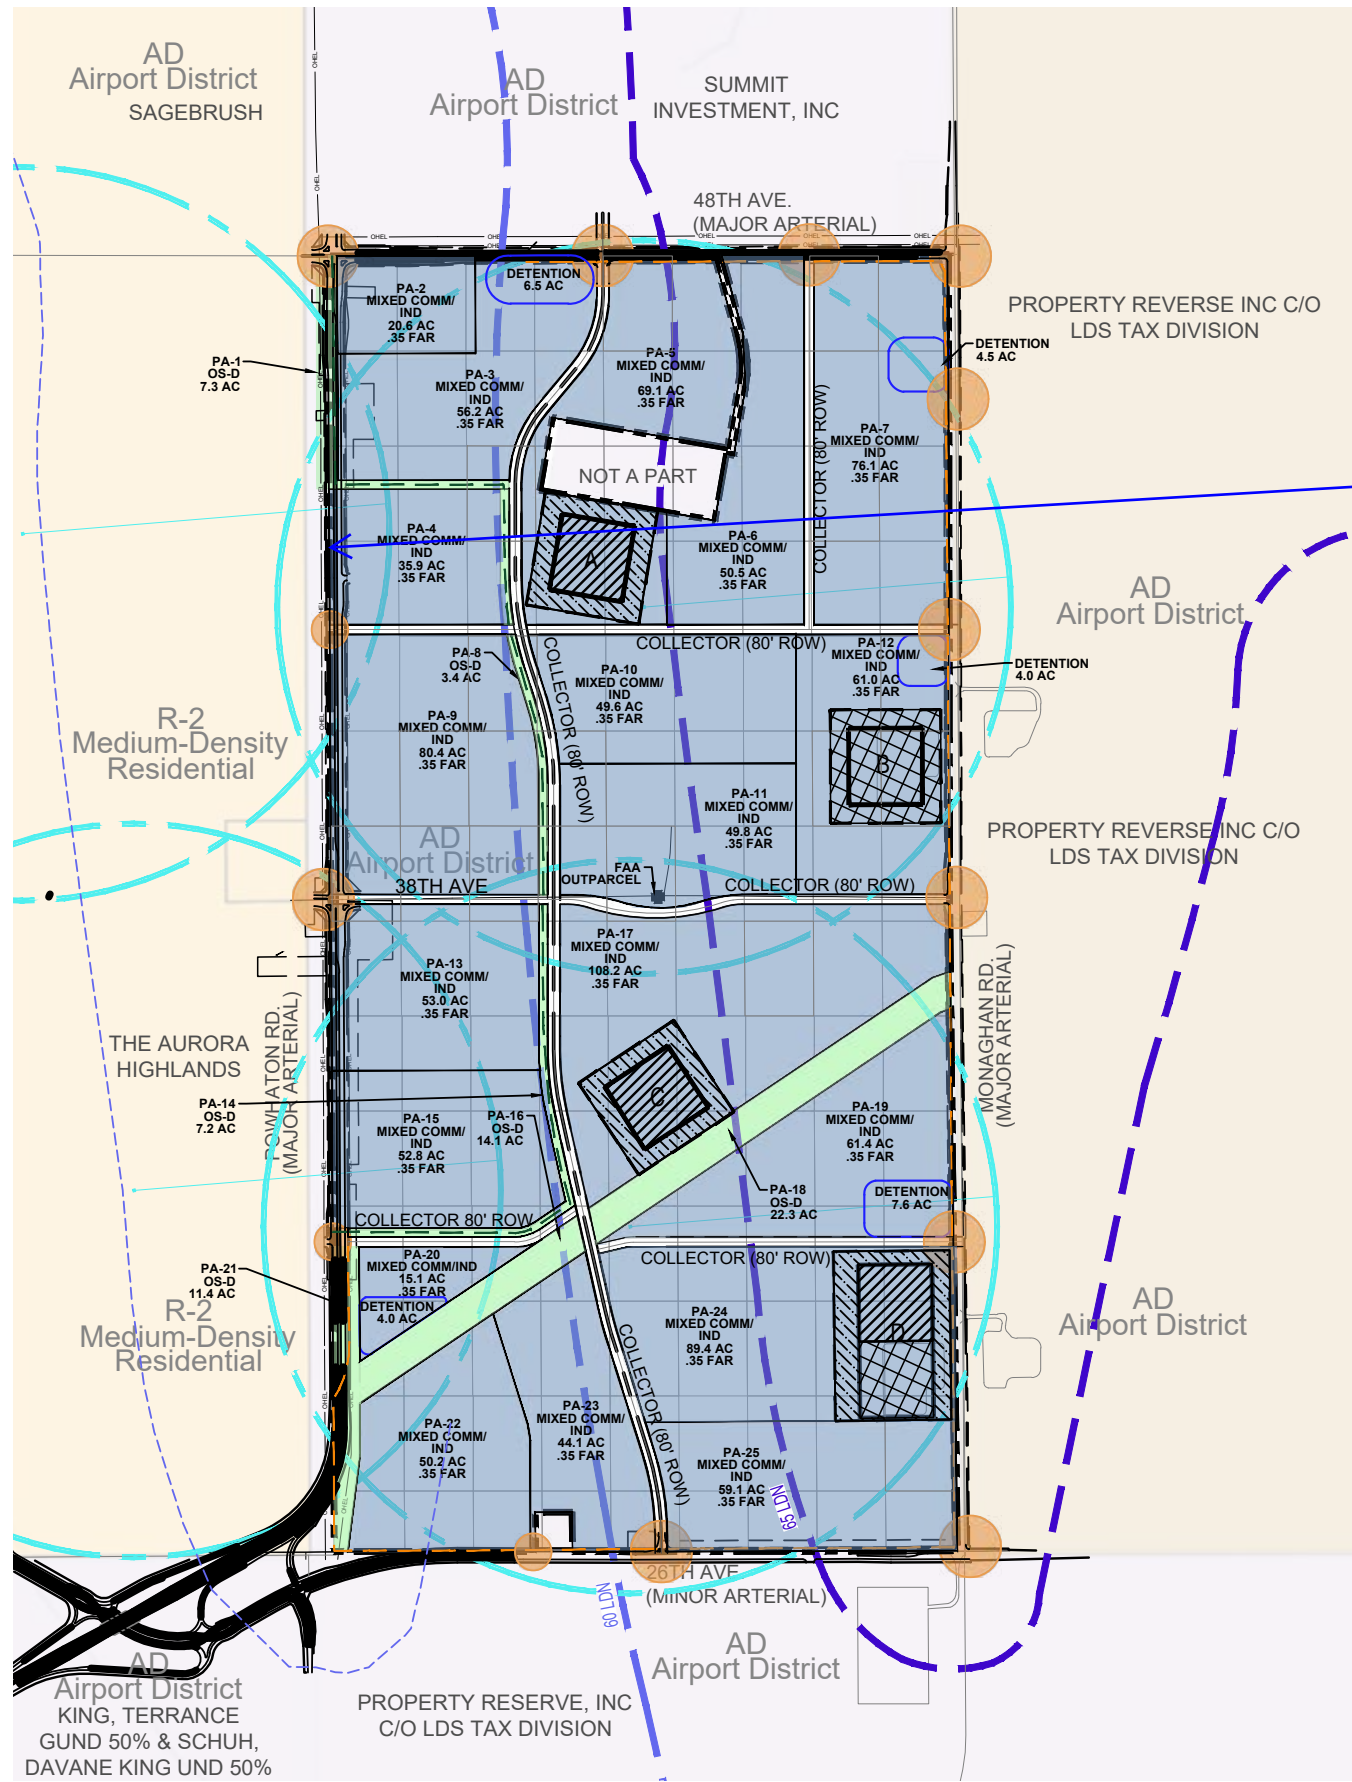 AD
Airport District
SAGEBRUSH
AD
Airport District
SUMMIT
INVESTMENT, INC
48TH AVE.
(MAJOR ARTERIAL)
OHEL
OHEL
OHEL
OHEL
OHEL
OHEL
DETENTION
6.5 AC
PA-2
MIXED COMM/
IND
20.6 AC
.35 FAR
PROPERTY REVERSE INC C/O
LDS TAX DIVISION
DETENTION
4.5 AC
PA-1
OS-D
7.3 AC
PA-3
MIXED COMM/
IND
56.2 AC
.35 FAR
PA-5
MIXED COMM/
IND
69.1 AC
.35 FAR
COLLECTOR (80' ROW)
PA-7
MIXED COMM/
IND
76.1 AC
.35 FAR
NOT A PART
PA-4
MIXED COMM/
IND
35.9 AC
.35 FAR
A
PA-6
MIXED COMM/
IND
50.5 AC
.35 FAR
AD
Airport District
COLLECTOR (80' ROW)
PA-8
OS-D
3.4 AC
COLLECTOR (80' ROW)
PA-10
MIXED COMM/
IND
49.6 AC
.35 FAR
PA-12
MIXED COMM/
IND
61.0 AC
.35 FAR
DETENTION
4.0 AC
R-2
Medium-Density
Residential
PA-9
MIXED COMM/
IND
80.4 AC
.35 FAR
B
PA-11
MIXED COMM/
IND
49.8 AC
.35 FAR
PROPERTY REVERSE INC C/O
LDS TAX DIVISION
AD
Airport District
FAA
OUTPARCEL
38TH AVE
COLLECTOR (80' ROW)
PA-17
MIXED COMM/
IND
108.2 AC
.35 FAR
PA-13
MIXED COMM/
IND
53.0 AC
.35 FAR
POWHATON RD.
(MAJOR ARTERIAL)
MONAGHAN RD.
(MAJOR ARTERIAL)
THE AURORA
HIGHLANDS
C
PA-14
OS-D
7.2 AC
PA-15
MIXED COMM/
IND
52.8 AC
.35 FAR
PA-16
OS-D
14.1 AC
PA-19
MIXED COMM/
IND
61.4 AC
.35 FAR
PA-18
OS-D
22.3 AC
DETENTION
7.6 AC
COLLECTOR 80' ROW
COLLECTOR (80' ROW)
PA-20
MIXED COMM/IND
15.1 AC
.35 FAR
DETENTION
4.0 AC
PA-21
OS-D
11.4 AC
R-2
Medium-Density
Residential
AD
Airport District
PA-24
MIXED COMM/
IND
89.4 AC
.35 FAR
D
COLLECTOR (80' ROW)
PA-22
MIXED COMM/
IND
50.2 AC
.35 FAR
PA-23
MIXED COMM/
IND
44.1 AC
.35 FAR
PA-25
MIXED COMM/
IND
59.1 AC
.35 FAR
65 LDN
60 LDN
26TH AVE
(MINOR ARTERIAL)
AD
Airport District
AD
Airport District
KING, TERRANCE
GUND 50% & SCHUH,
DAVANE KING UND 50%
PROPERTY RESERVE, INC
C/O LDS TAX DIVISION